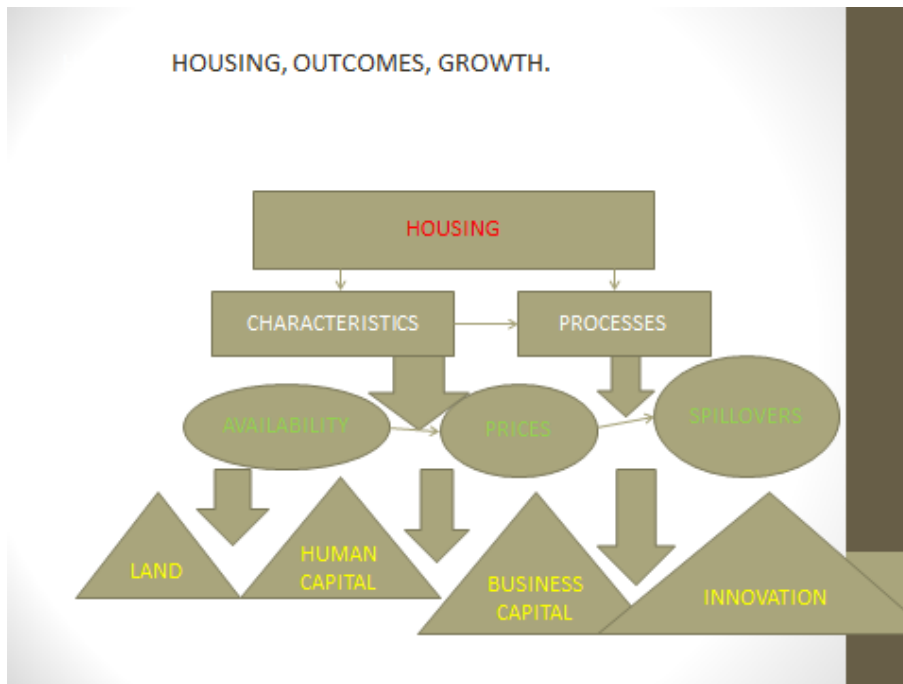 HOUSING, OUTCOMES, GROWTH.
HOUSING
CHARACTERISTICS
PROCESSES
AVAILABILITY
PRICES
SPILLOVERS
LAND
HUMAN
CAPITAL
BUSINESS
CAPITAL
INNOVATION